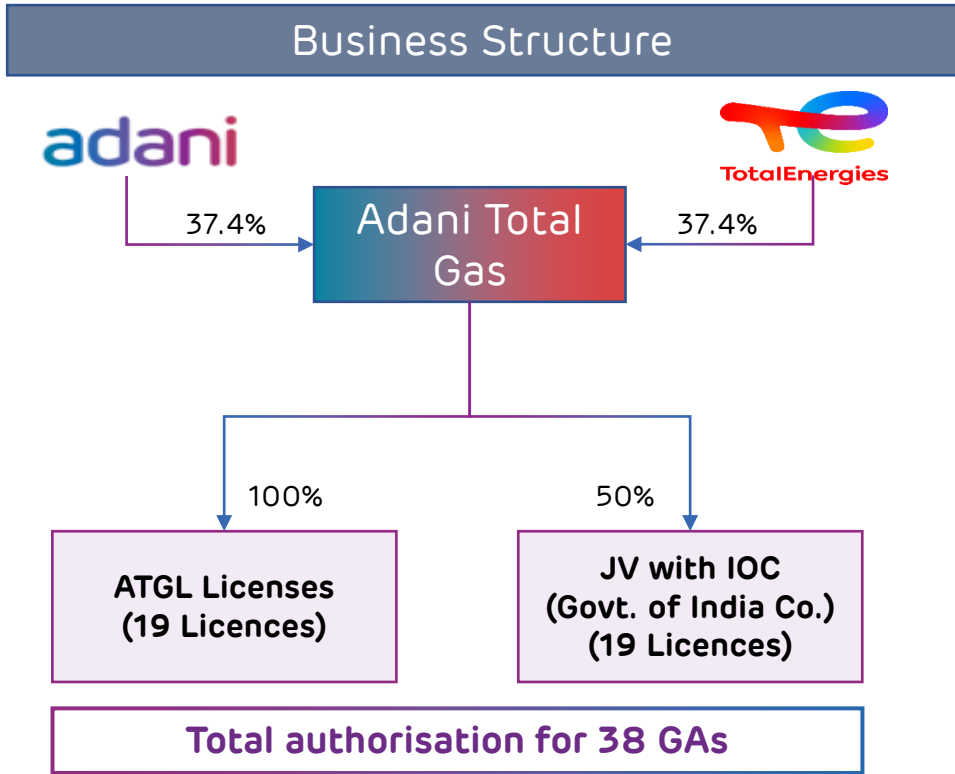 Business Structure
adani
TotalEnergies
37.4%
Adani Total
Gas
37.4%
100%
50%
ATGL Licenses
(19 Licences)
JV with IOC
(Govt. of India Co.)
(19 Licences)
Total authorisation for 38 GAs